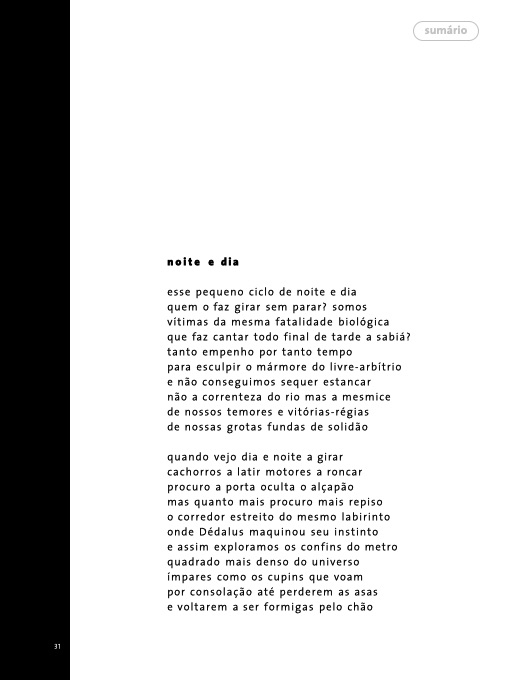 sumário
noite e dia
esse pequeno ciclo de noite e dia
quem o faz girar sem parar? somos
vítimas da mesma fatalidade biológica
que faz cantar todo final de tarde a sabiá?
tanto empenho por tanto tempo
para esculpir o mármore do livre-arbítrio
e não conseguimos sequer estancar
não a correnteza do rio mas a mesmice
de nossos temores e vitórias-régias
de nossas grotas fundas de solidão
quando vejo dia e noite a girar
cachorros a latir motores a roncar
procuro a porta oculta o alçapão
mas quanto mais procuro mais repiso
o corredor estreito do mesmo labirinto
onde Dédalus maquinou seu instinto
e assim exploramos os confins do metro
quadrado mais denso do universo
ímpares como os cupins que voam
por consolação até perderem as asas
e voltarem a ser formigas pelo chão
31